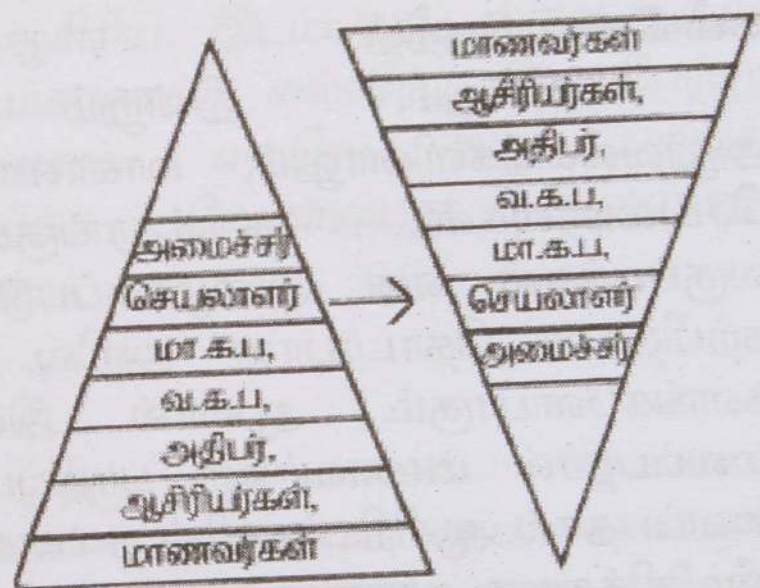 அமைச்சர்
செயலாளர்
மா.க.ப,
வ.க.ப,
அதிபர்,
ஆசிரியர்கள்,
மாணவர்கள்
மாணவர்கள்
ஆசிரியர்கள்,
அதிபர்,
வ.க.ப,
மா.க.ப,
செயலாளர்
அமைச்சர்